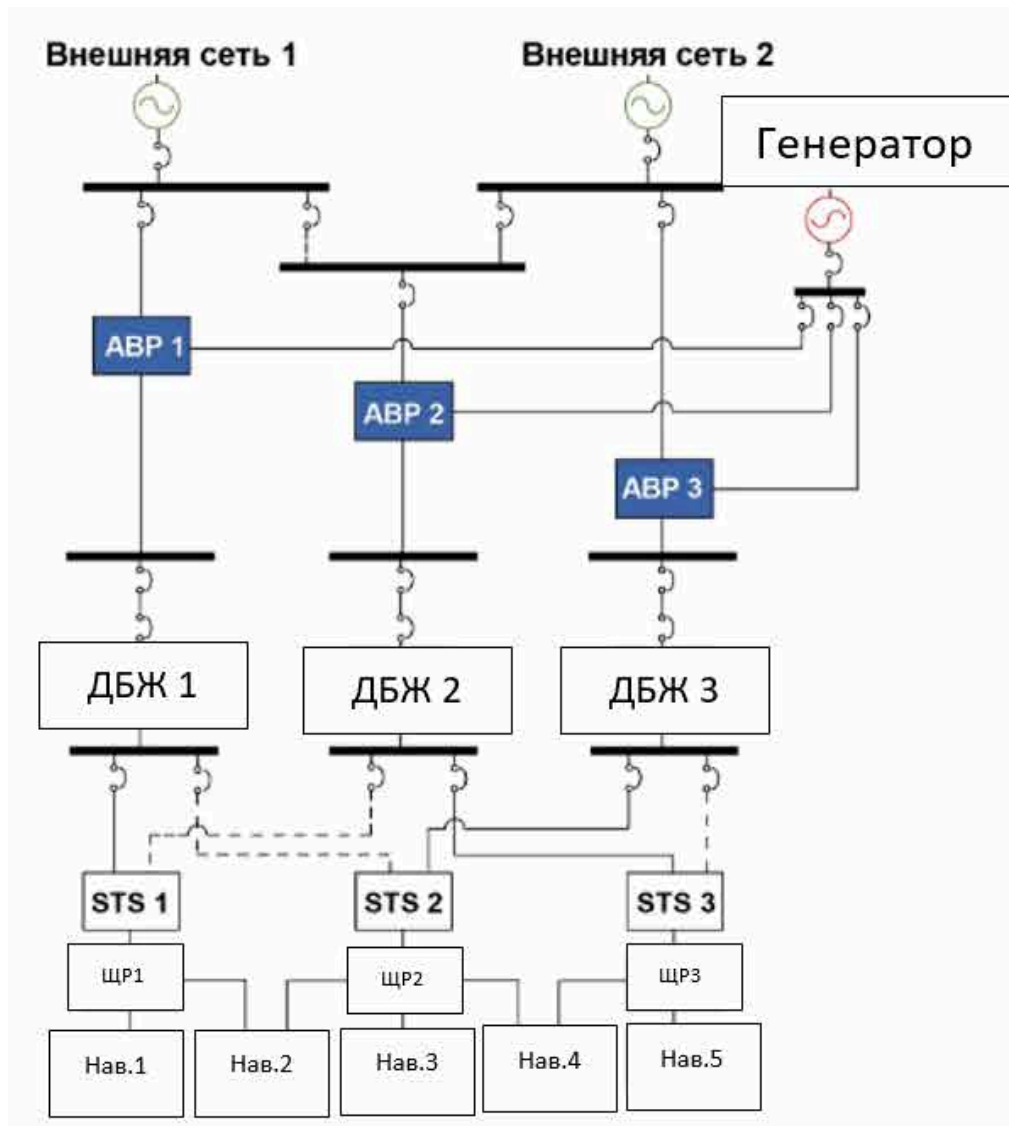 Внешняя сеть 1
Внешняя сеть 2
Генератор
АВР 1
АВР 2
АВР 3
ДБЖ 1
ДБЖ 2
ДБЖ 3
STS 1
STS 2
STS 3
ЩР1
ЩР2
ЩР3
Нав.1
Нав.2
Нав.3
Нав.4
Нав.5